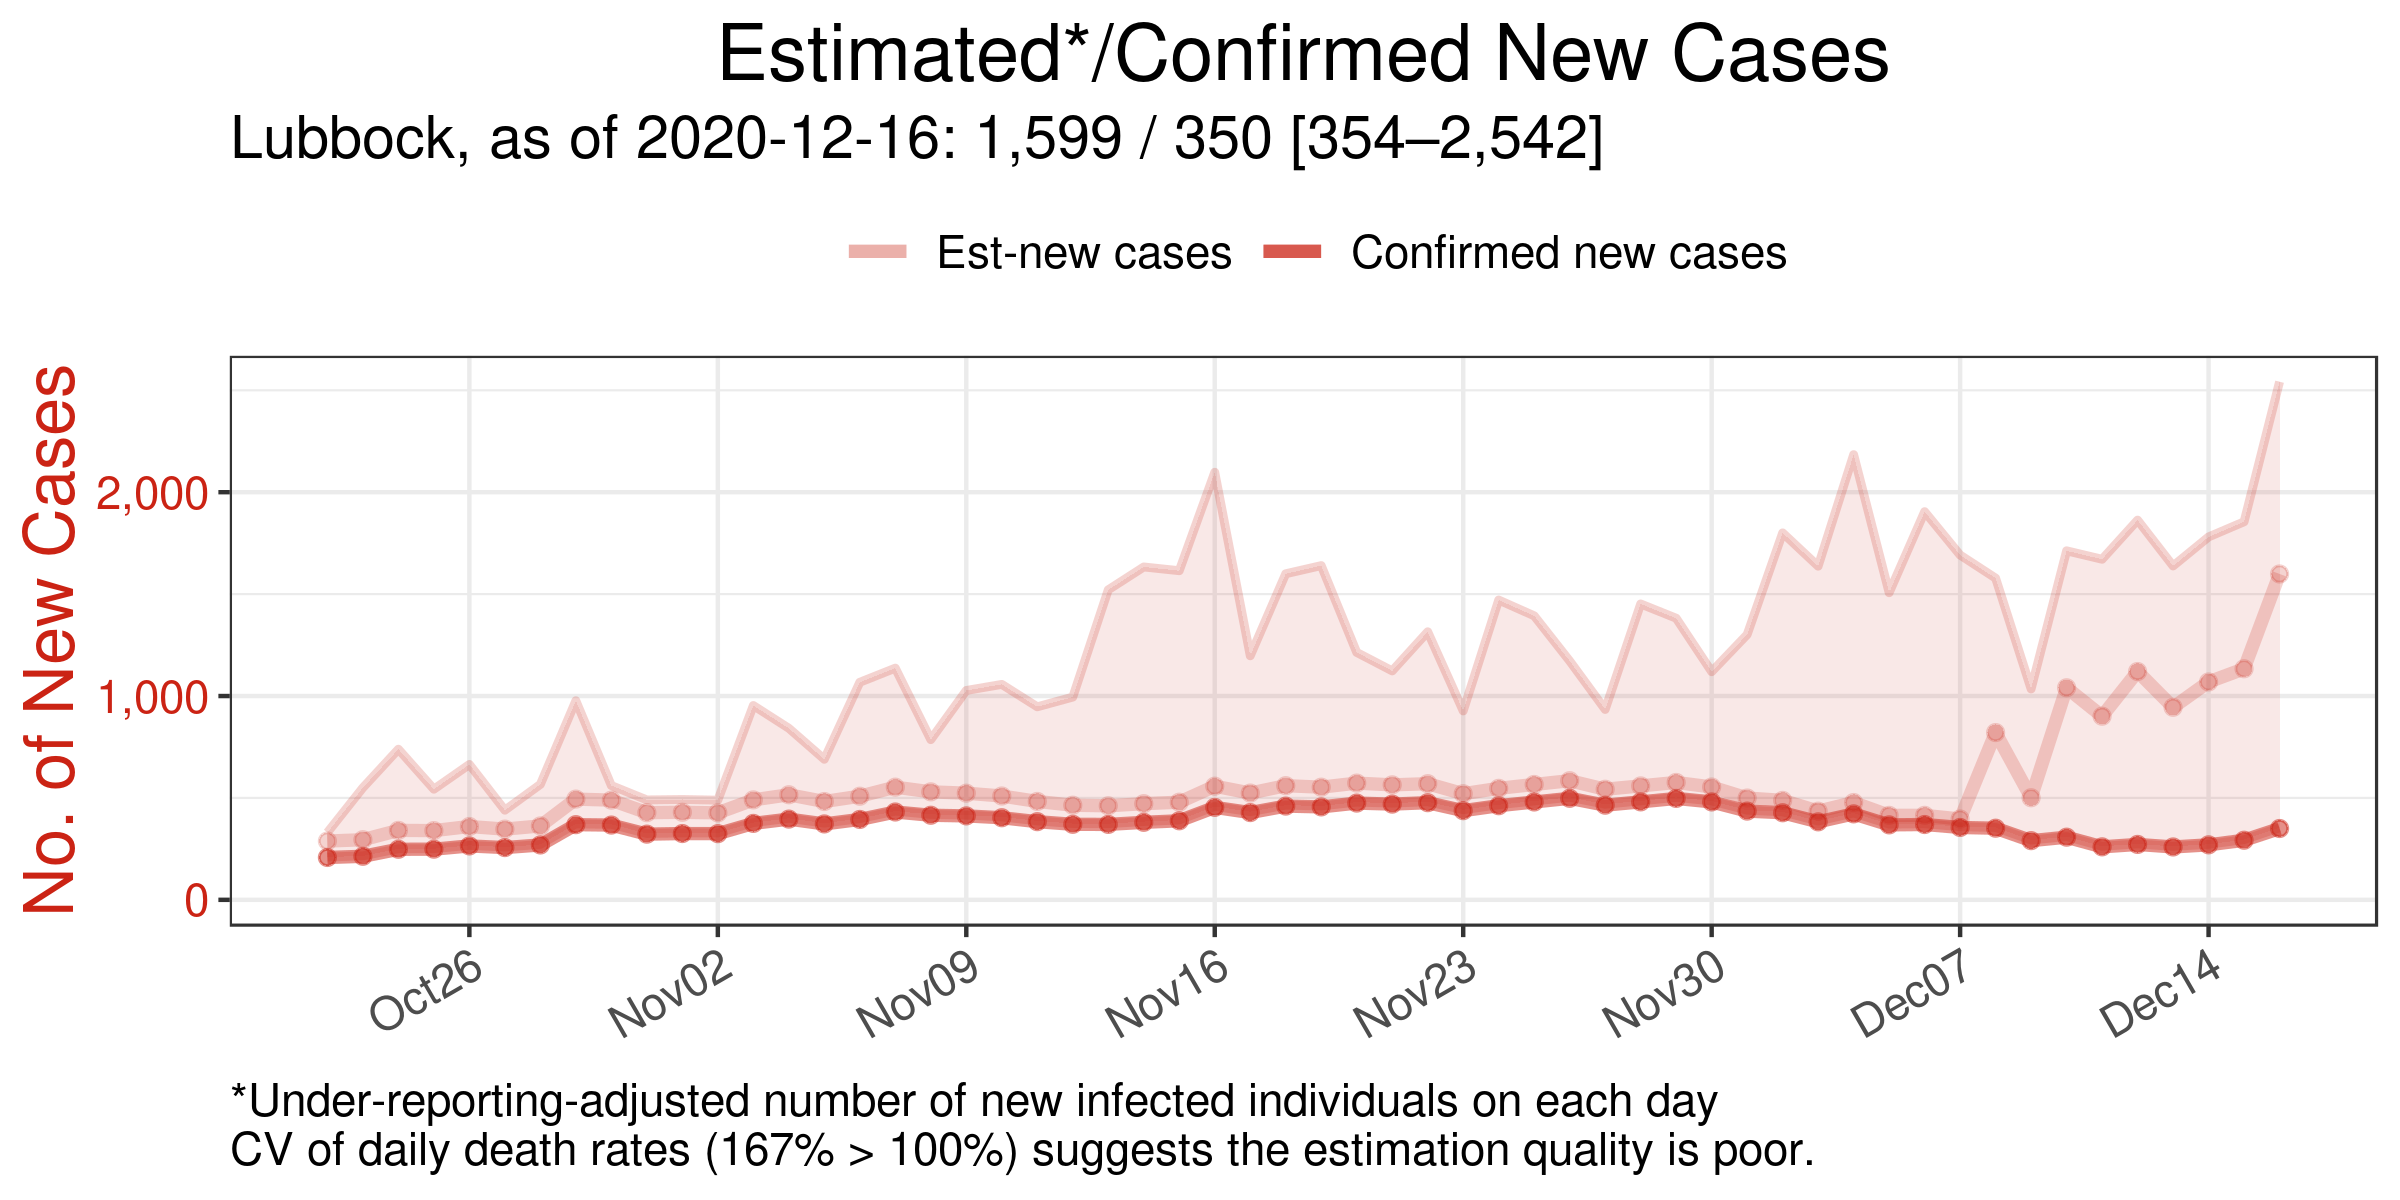 Estimated*/Confirmed New Cases
Lubbock, as of 2020-12-16: 1,599 / 350 [354–2,542]
Est-new cases
Confirmed new cases
No. of New Cases
2,000
1,000
0
Oct26
Nov02
Nov09
Nov16
Nov23
Nov30
Dec07
Dec14
*Under-reporting-adjusted number of new infected individuals on each day
CV of daily death rates (167% > 100%) suggests the estimation quality is poor.